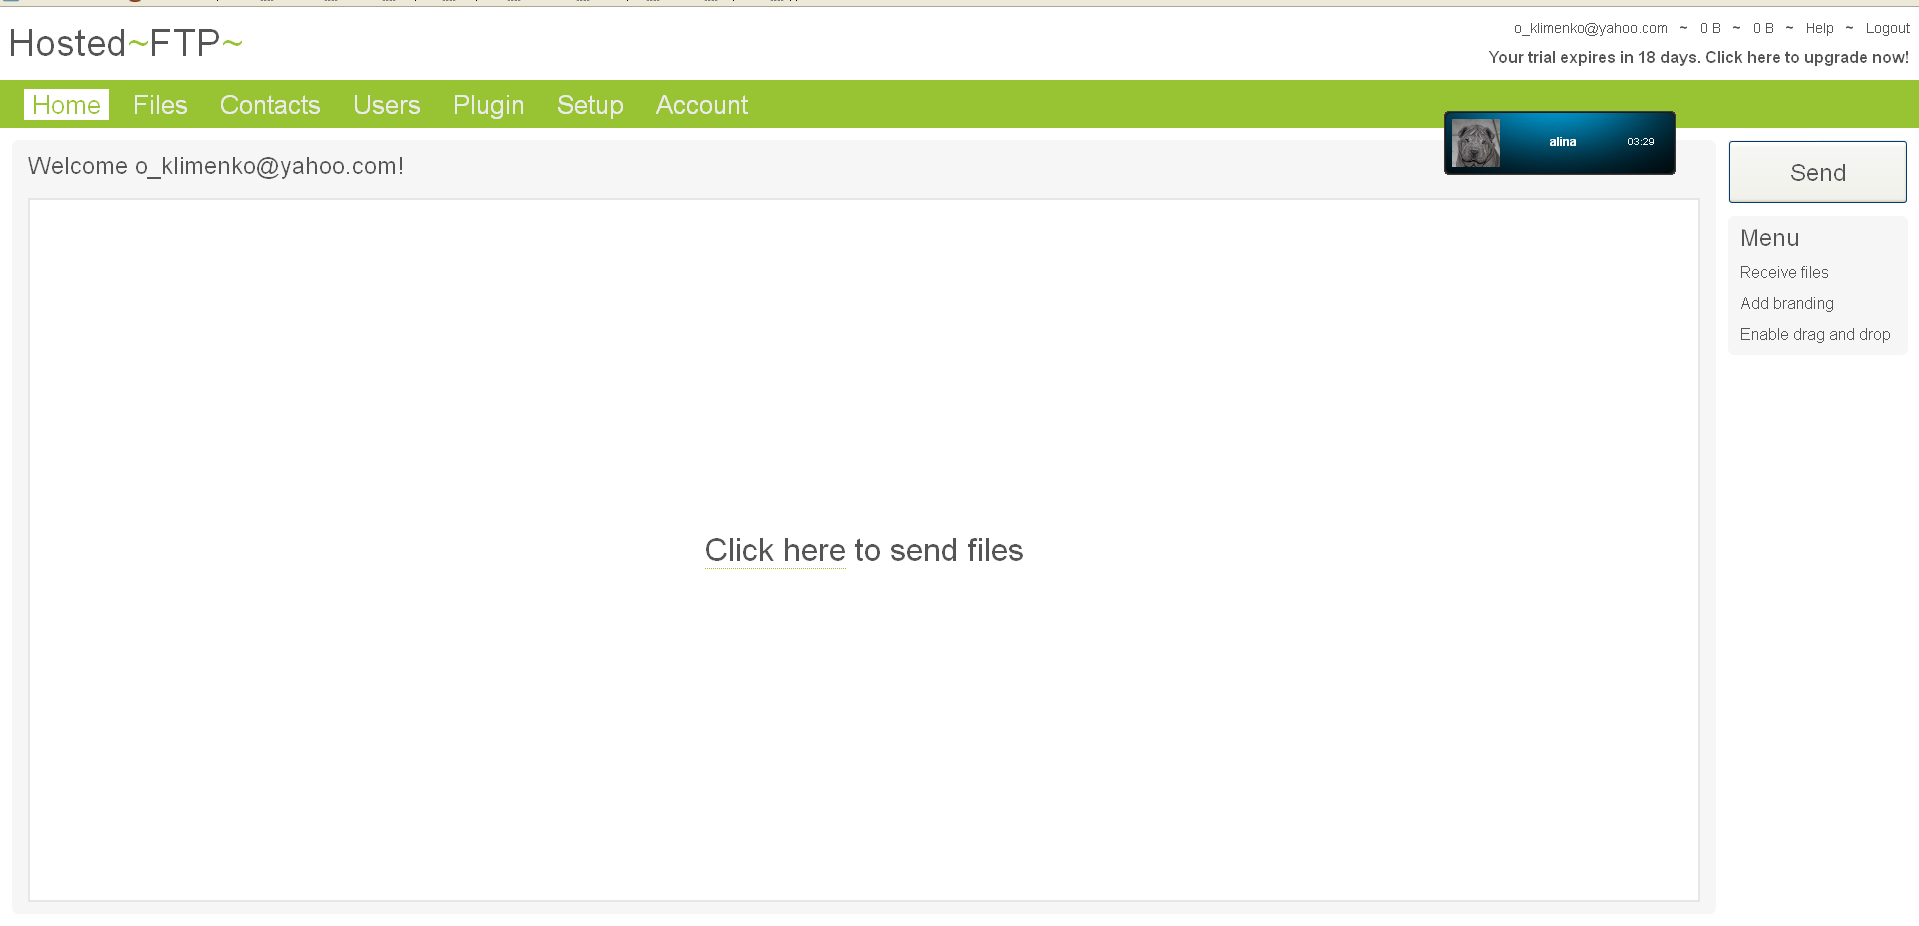 Hosted~FTP~
o_klimenko@yahoo.com ~ 0 B ~ 0 B ~ Help ~ Logout
Your trial expires in 18 days. Click here to upgrade now!
Home Files Contacts Users Plugin Setup Account
alina 03:29
Welcome o_klimenko@yahoo.com!
Send
Menu
Receive files
Add branding
Enable drag and drop
Click here to send files